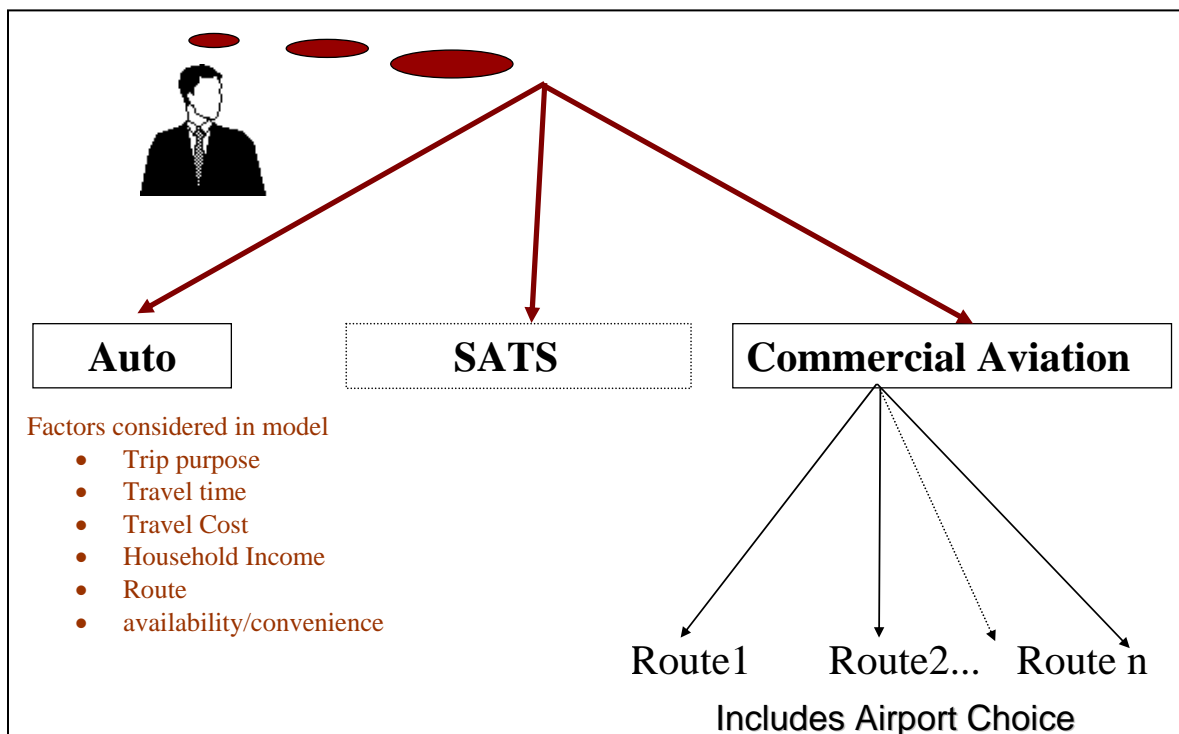 Auto
SATS
Commercial Aviation
Factors considered in model
• Trip purpose
• Travel time
• Travel Cost
• Household Income
• Route
• availability/convenience
Route1
Route2...
Route n
Includes Airport Choice